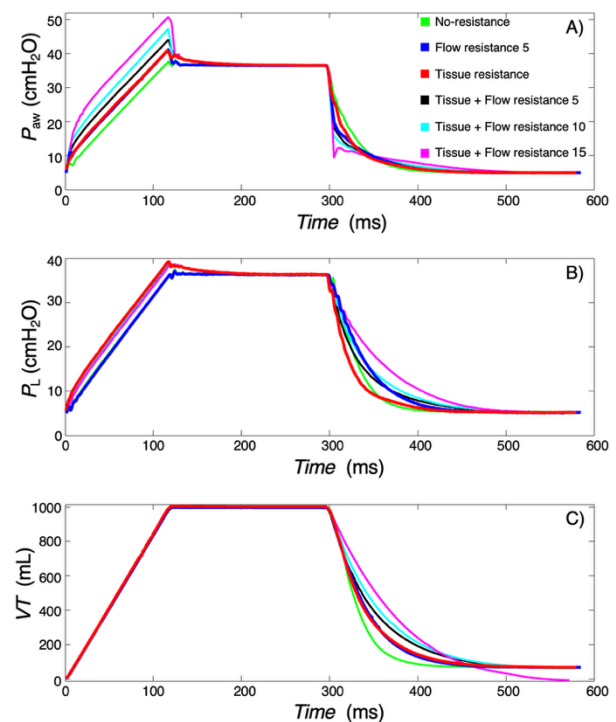 A)
No-resistance
Flow resistance 5
Tissue resistance
Tissue + Flow resistance 5
Tissue + Flow resistance 10
Tissue + Flow resistance 15
Paw (cmH2O)
50
40
30
20
10
0
0 100 200 300 400 500 600
Time (ms)
B)
PL (cmH2O)
40
30
20
10
0
0 100 200 300 400 500 600
Time (ms)
C)
VT (mL)
1000
800
600
400
200
0
0 100 200 300 400 500 600
Time (ms)